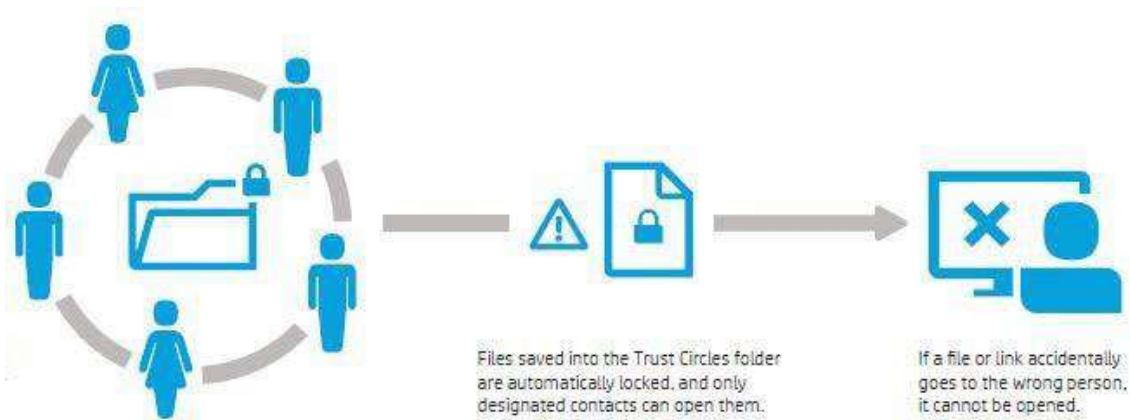 Files saved into the Trust Circles folder
are automatically locked, and only
designated contacts can open them.
If a file or link accidentally
goes to the wrong person,
it cannot be opened.